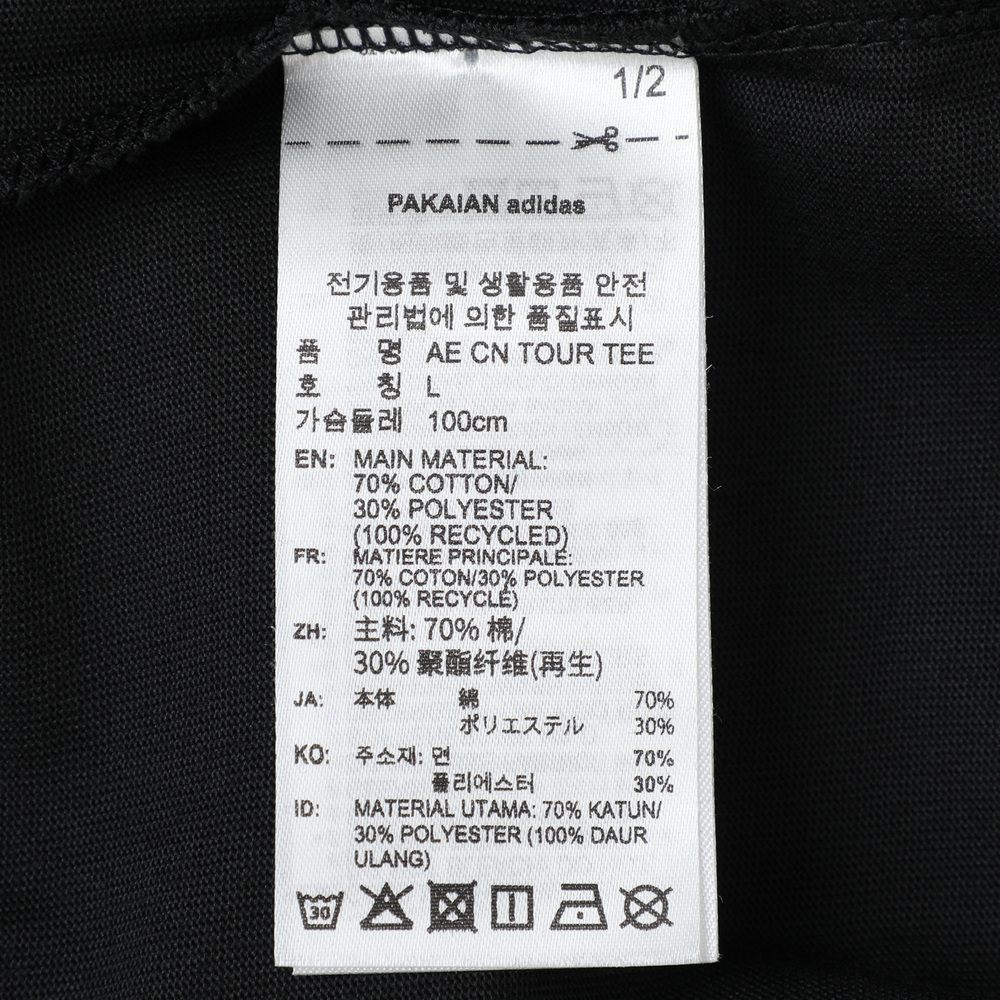 1/2
PAKAIAN adidas
전기용품 및 생활용품 안전
관리법에 의한 품질표시
품 명 AE CN TOUR TEE
호 칭 L
가슴둘레 100cm
EN: MAIN MATERIAL:
70% COTTON/
30% POLYESTER
(100% RECYCLED)
FR: MATIERE PRINCIPALE:
70% COTON/30% POLYESTER
(100% RECYCLÉ)
ZH: 主料: 70% 棉/
30% 聚酯纤维(再生)
JA: 本体 綿 70%
ポリエステル 30%
KO: 주소재: 면 70%
폴리에스터 30%
ID: MATERIAL UTAMA: 70% KATUN/
30% POLYESTER (100% DAUR
ULANG)
30